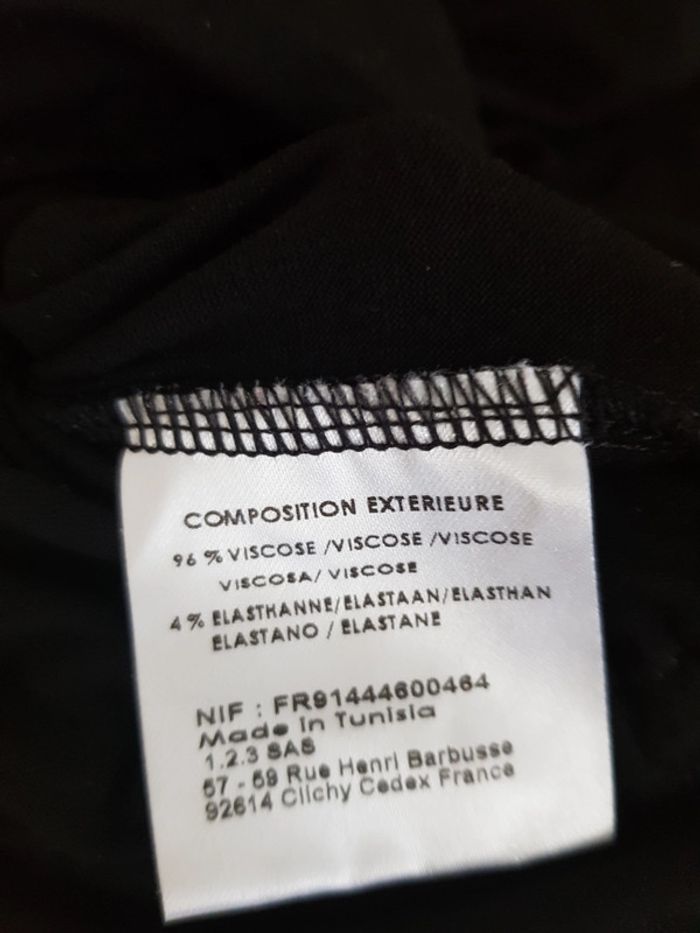 COMPOSITION EXTERIEURE
96 % VISCOSE /VISCOSE /VISCOSE
VISCOSA/ VISCOSE
4% ELASTHANNE/ELASTAAN/ELASTHAN
ELASTANO / ELASTANE
NIF : FR91444600464
Made in Tunisia
1.2.3 SAS
57 - 59 Rue Henri Barbusse
92614 Clichy Cedex France